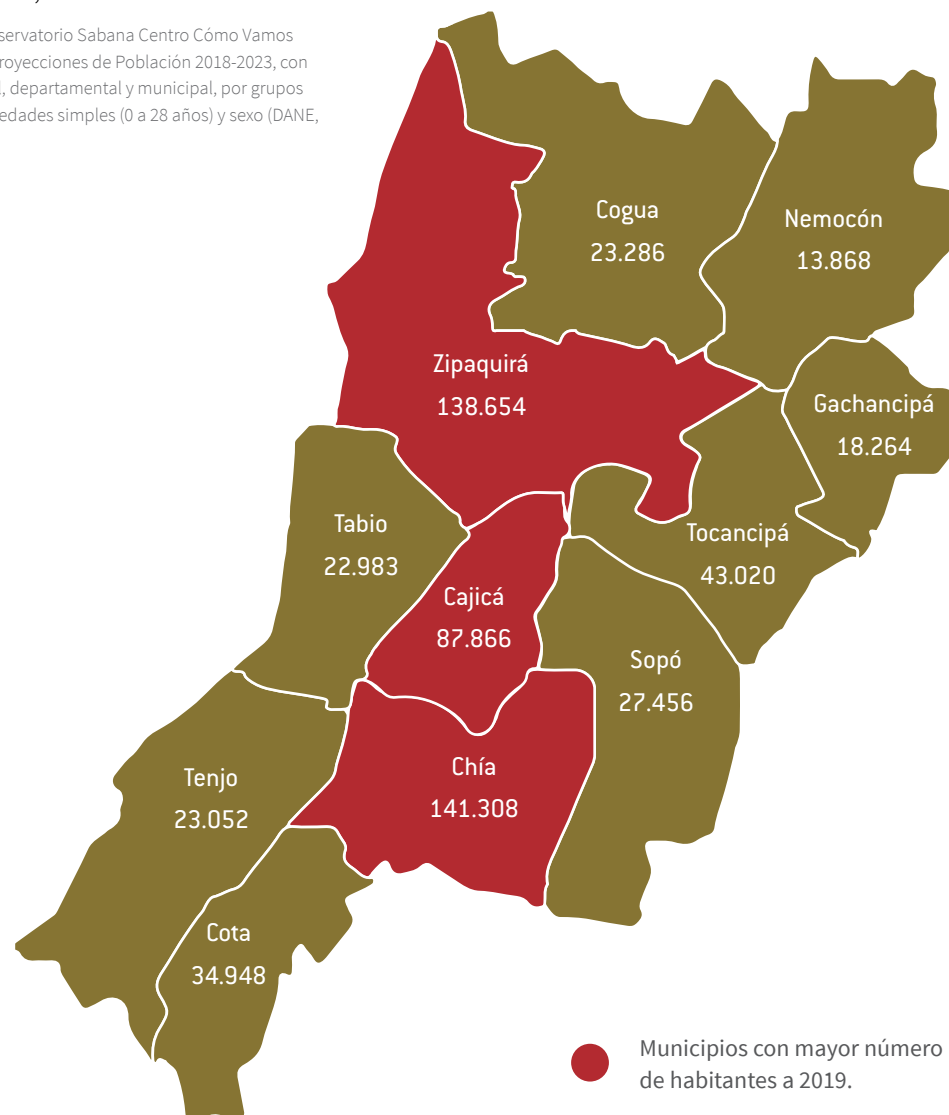 servatorio Sabana Centro Cómo Vamos
royecciones de Población 2018-2023, con
l, departamental y municipal, por grupos
edades simples (0 a 28 años) y sexo (DANE,
Cogua
23.286
Nemocón
13.868
Zipaquirá
138.654
Gachancipá
18.264
Tabio
22.983
Tocancipá
43.020
Cajicá
87.866
Sopó
27.456
Chía
141.308
Tenjo
23.052
Cota
34.948
Municipios con mayor número
de habitantes a 2019.